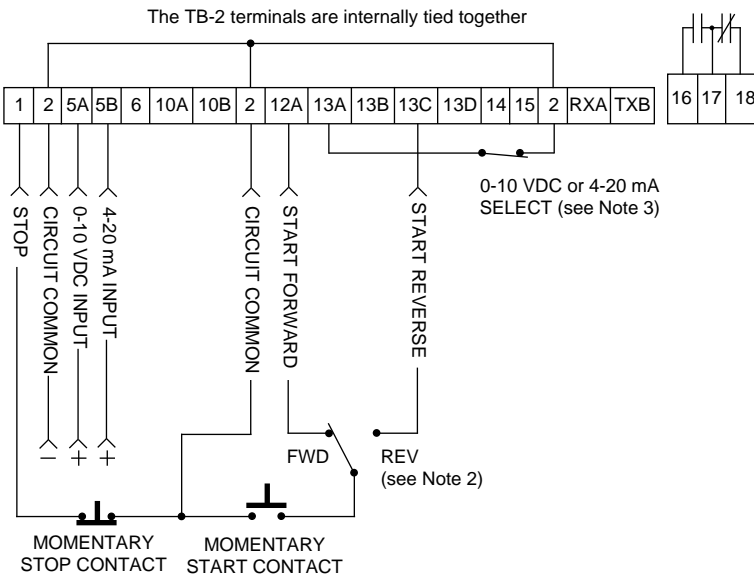 The TB-2 terminals are internally tied together
1 2 5A 5B 6 10A 10B 2 12A 13A 13B 13C 13D 14 15 2 RXA TXB
16 17 18
0-10 VDC or 4-20 mA
SELECT (see Note 3)
STOP
CIRCUIT COMMON
0-10 VDC INPUT
4-20 mA INPUT
CIRCUIT COMMON
START FORWARD
START REVERSE
− + +
FWD
REV
(see Note 2)
MOMENTARY
STOP CONTACT
MOMENTARY
START CONTACT